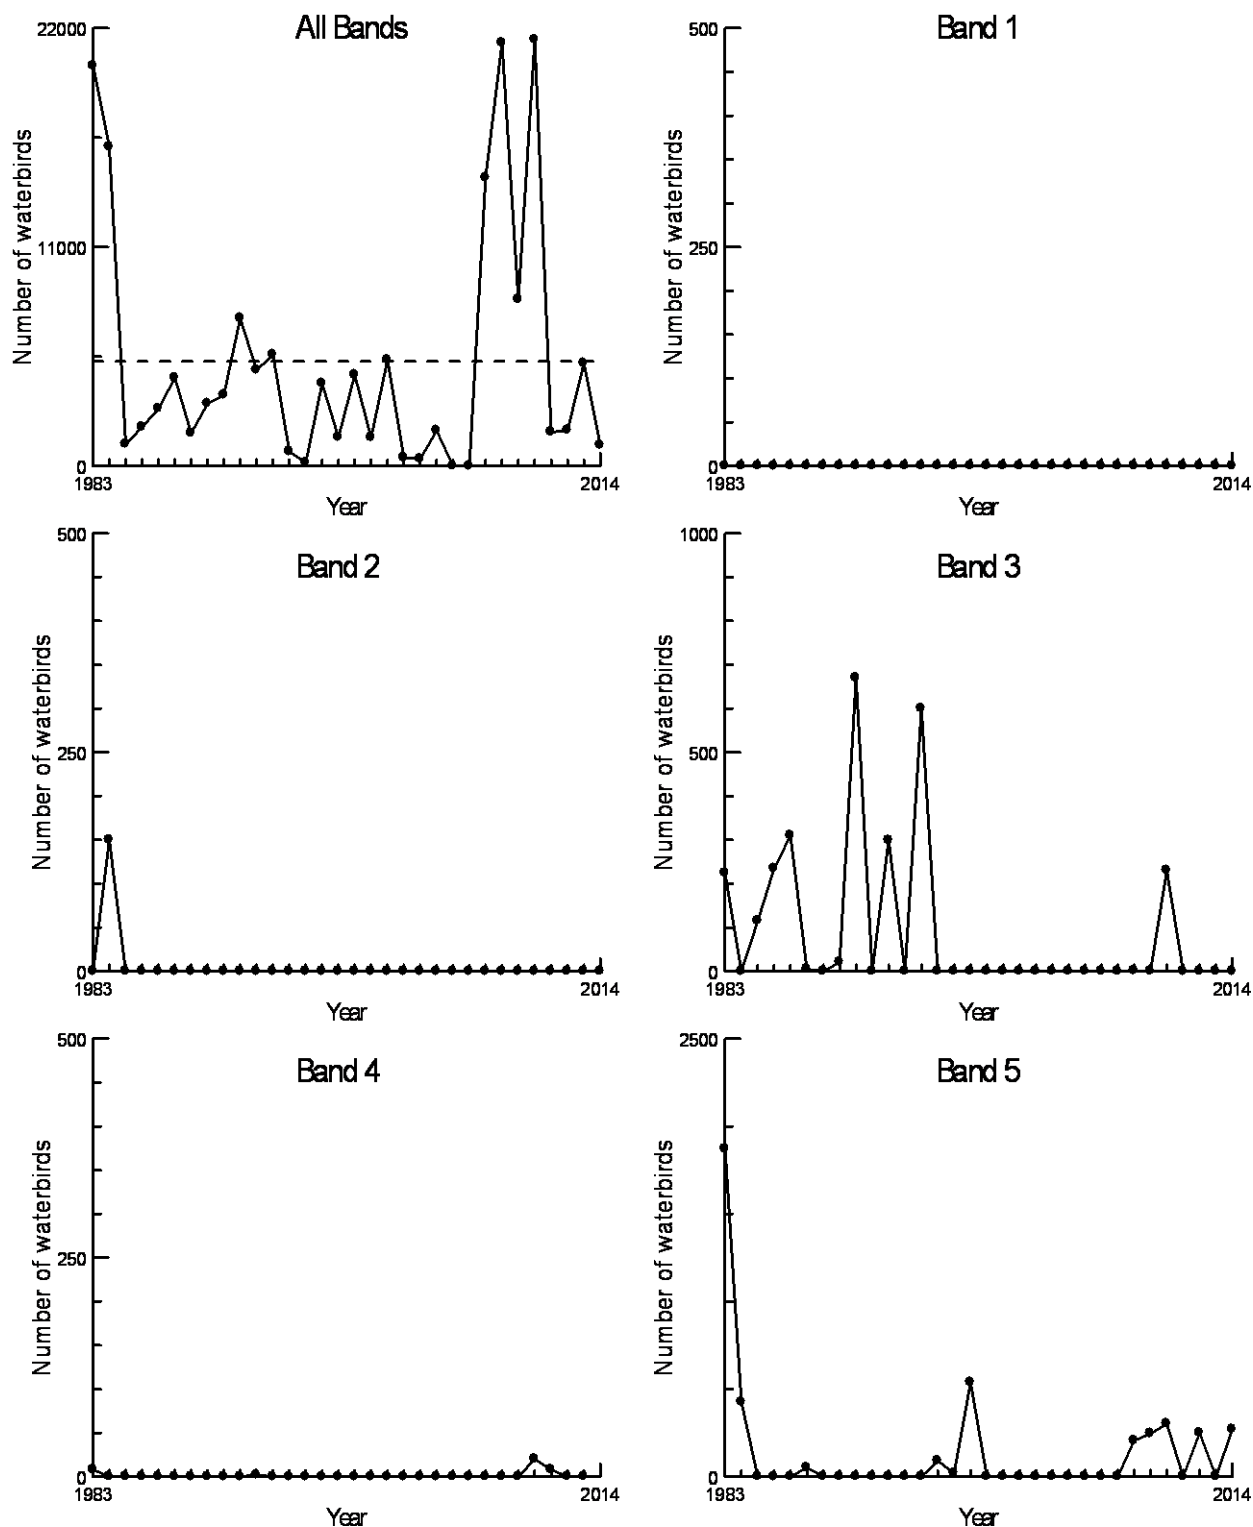 All Bands
22000
11000
0
Number of waterbirds
1983
2014
Year
Band 1
500
250
0
Number of waterbirds
1983
2014
Year
Band 2
500
250
0
Number of waterbirds
1983
2014
Year
Band 3
1000
500
0
Number of waterbirds
1983
2014
Year
Band 4
500
250
0
Number of waterbirds
1983
2014
Year
Band 5
2500
0
Number of waterbirds
1983
2014
Year